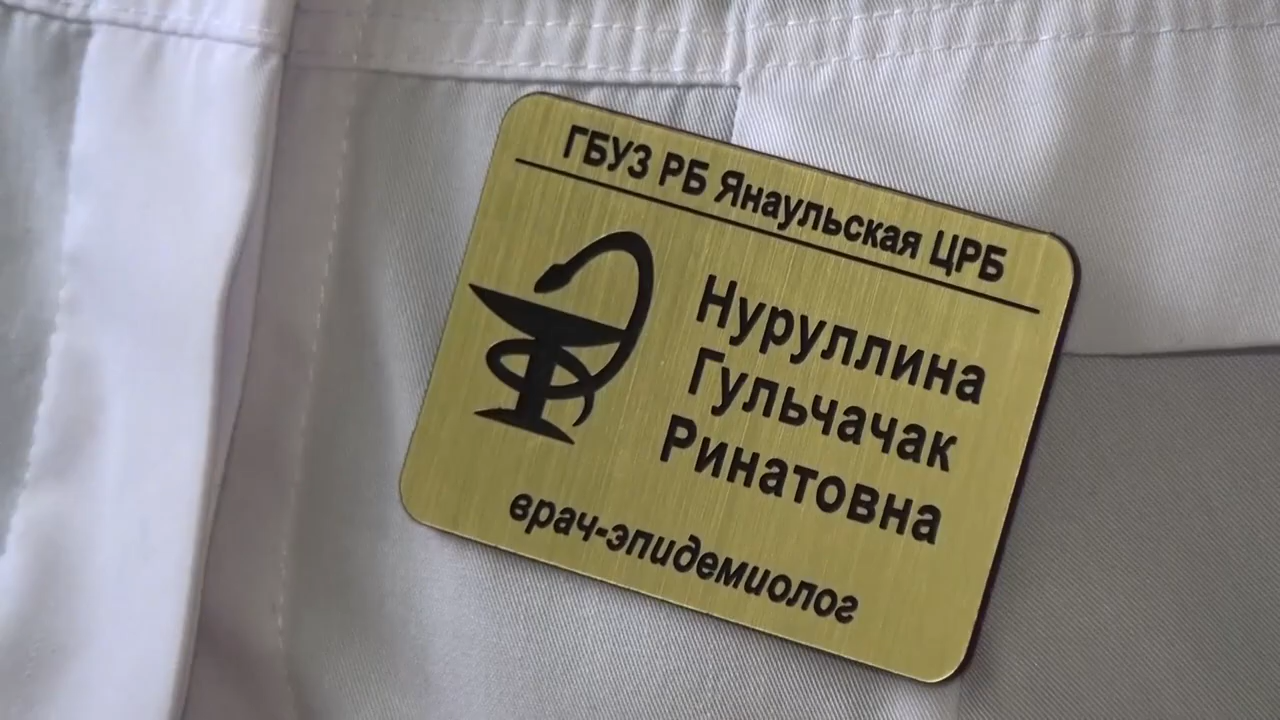 ГБУЗ РБ Янаульская ЦРБ
Нуруллина
Гульчачак
Ринатовна
врач-эпидемиолог